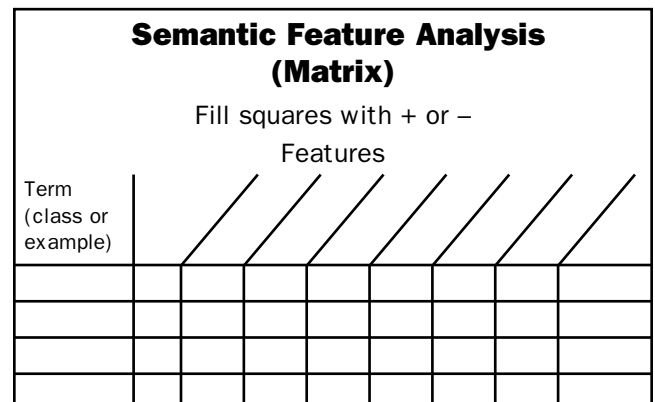 Semantic Feature Analysis
(Matrix)
Fill squares with + or –
Features
Term
(class or
example)